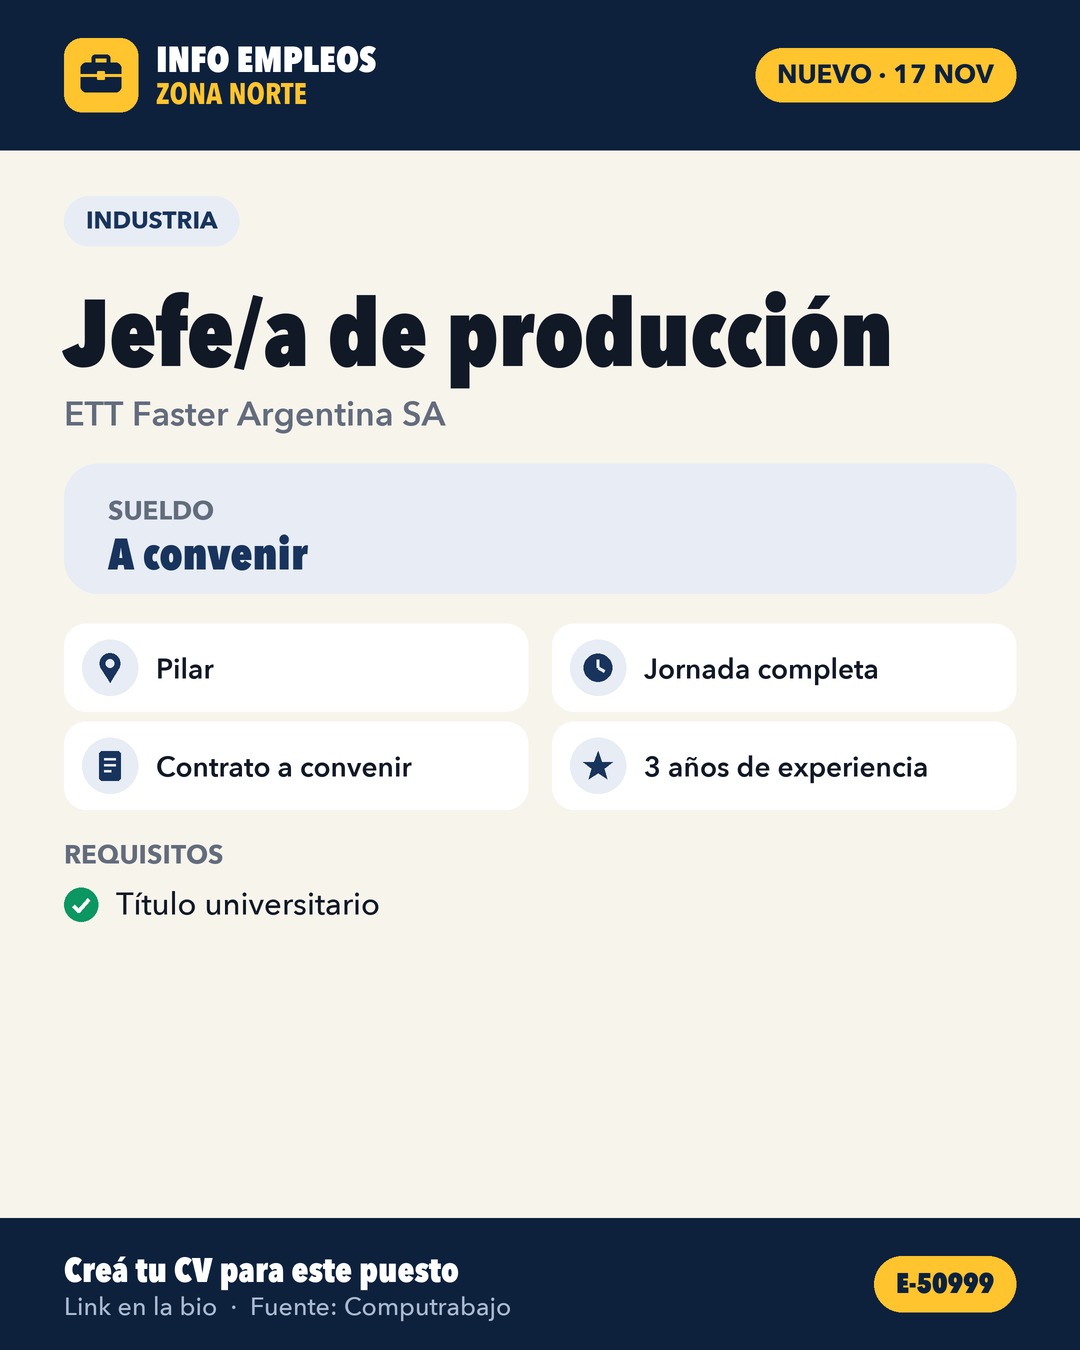 INFO EMPLEOS
ZONA NORTE
NUEVO · 17 NOV
INDUSTRIA
Jefe/a de producción
ETT Faster Argentina SA
SUELDO
A convenir
Pilar
Jornada completa
Contrato a convenir
3 años de experiencia
REQUISITOS
Título universitario
Creá tu CV para este puesto
Link en la bio · Fuente: Computrabajo
E-50999